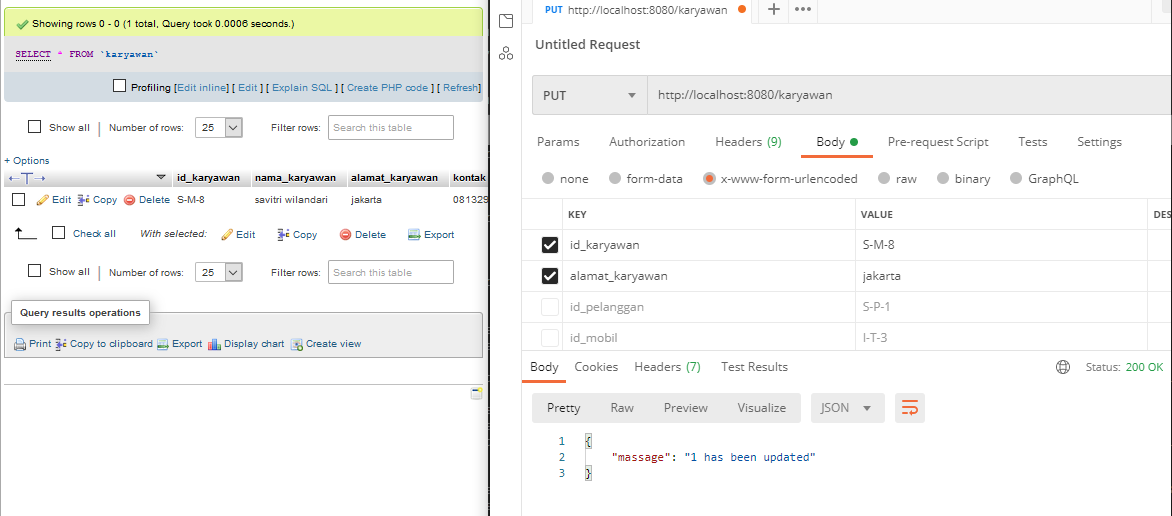 Showing rows 0 - 0 (1 total, Query took 0.0006 seconds.)
SELECT * FROM `karyawan`
Profiling [Edit inline] [ Edit ] [ Explain SQL ] [ Create PHP code ] [ Refresh]
Show all | Number of rows: 25 Filter rows: Search this table
+ Options
id_karyawan nama_karyawan alamat_karyawan kontak
Edit Copy Delete S-M-8 savitri wilandari jakarta 081329
Check all With selected: Edit Copy Delete Export
Show all | Number of rows: 25 Filter rows: Search this table
Query results operations
Print Copy to clipboard Export Display chart Create view
PUT http://localhost:8080/karyawan
Untitled Request
PUT http://localhost:8080/karyawan
Params Authorization Headers (9) Body Pre-request Script Tests Settings
none form-data x-www-form-urlencoded raw binary GraphQL
KEY VALUE DES
id_karyawan S-M-8
alamat_karyawan jakarta
id_pelanggan S-P-1
id_mobil I-T-3
Body Cookies Headers (7) Test Results Status: 200 OK
Pretty Raw Preview Visualize JSON
1 {
2 "massage": "1 has been updated"
3 }